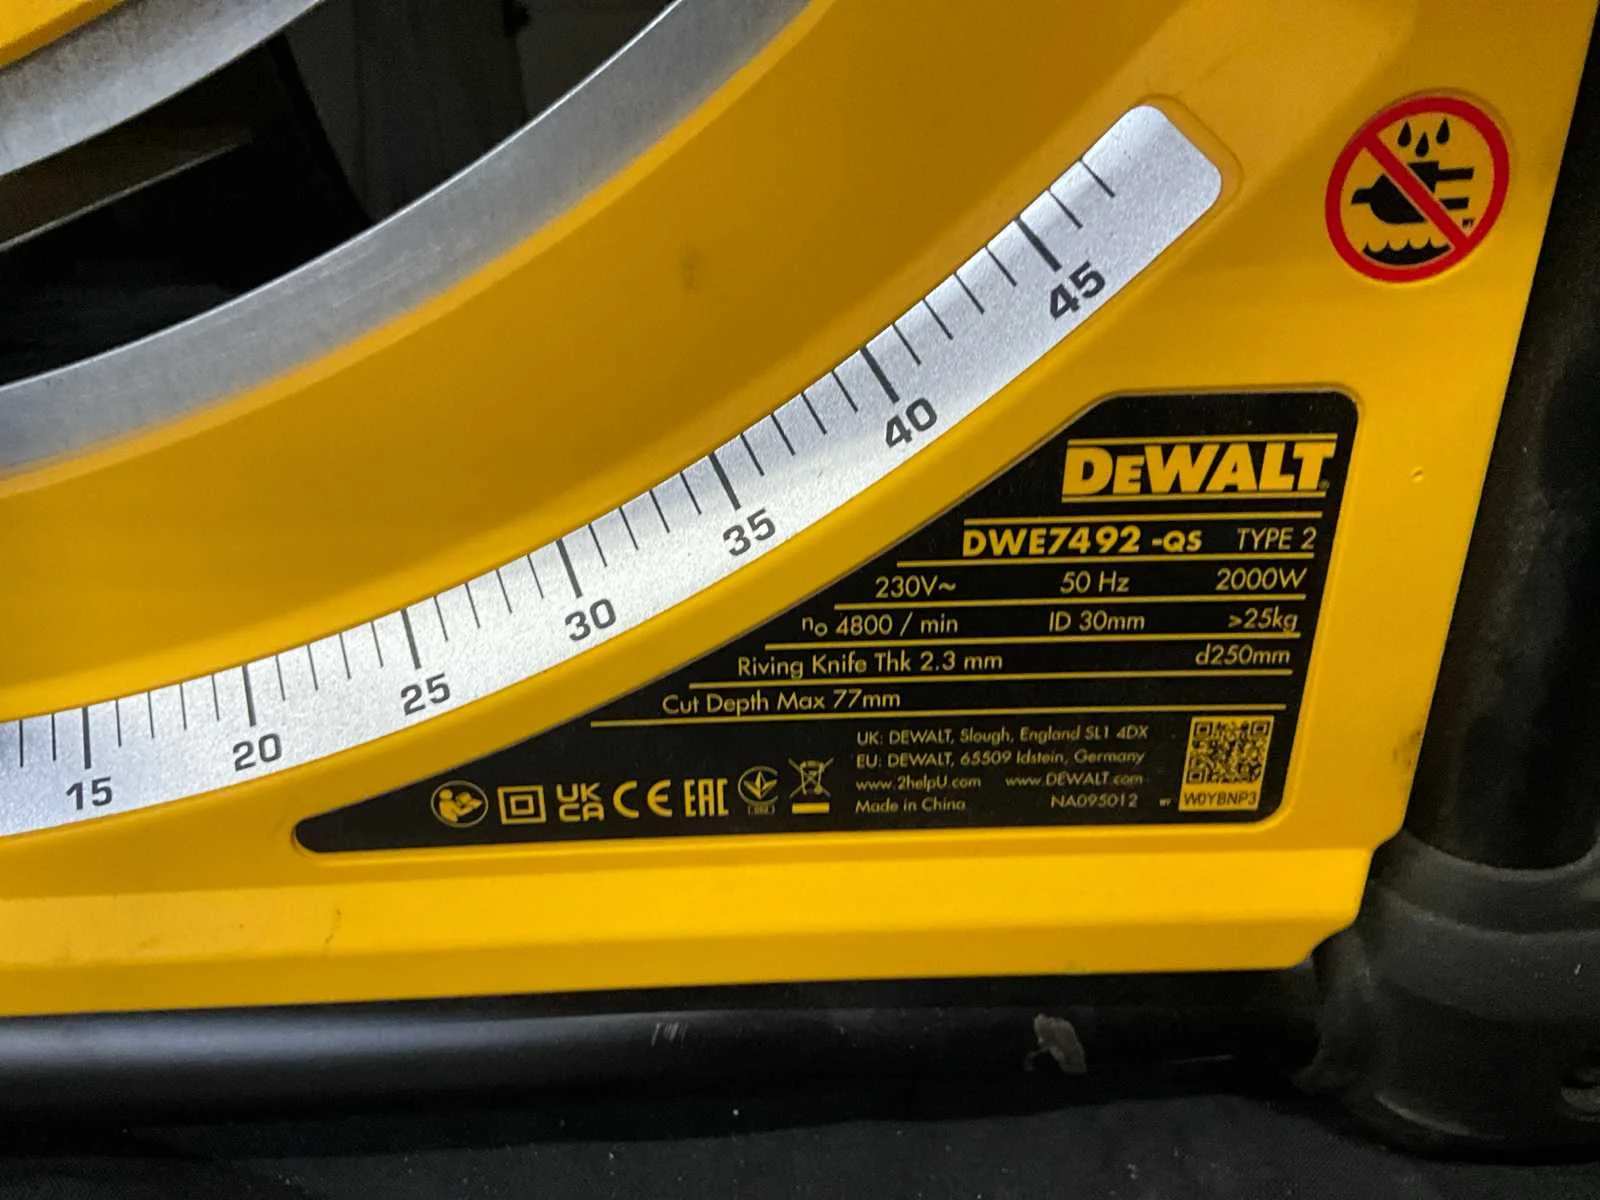 45
40
35
30
25
20
15
DEWALT
DWE7492 -QS TYPE 2
230V~ 50 Hz 2000W
no 4800 / min ID 30mm >25kg
Riving Knife Thk 2.3 mm d250mm
Cut Depth Max 77mm
UK: DEWALT, Slough, England SL1 4DX
EU: DEWALT, 65509 Idstein, Germany
www.2helpU.com www.DEWALT.com
Made in China NA095012 W0YBNP3
UK CA CE EAC